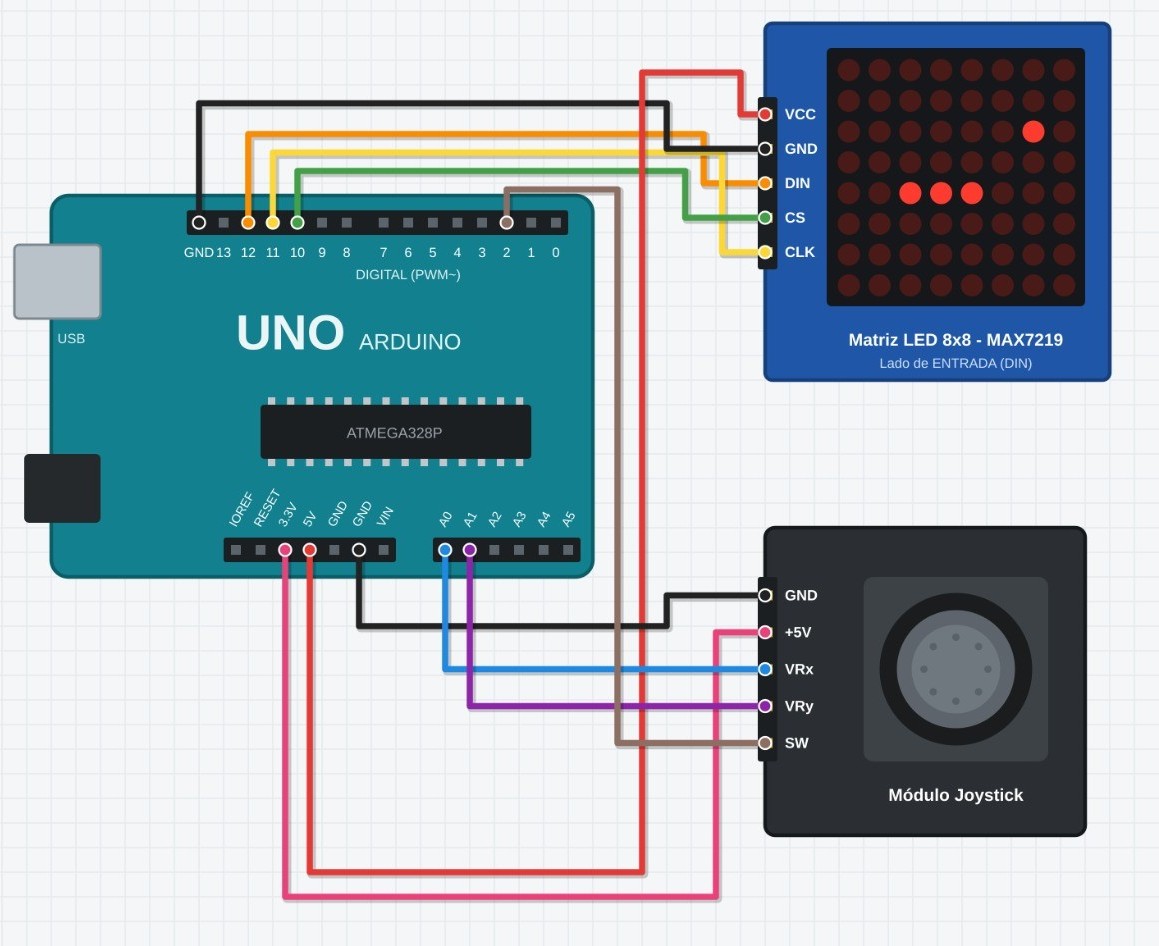 VCC
GND
DIN
CS
CLK
Matriz LED 8x8 - MAX7219
Lado de ENTRADA (DIN)
GND 13 12 11 10 9 8 7 6 5 4 3 2 1 0
DIGITAL (PWM~)
USB
UNO ARDUINO
ATMEGA328P
IOREF RESET 3.3V 5V GND GND VIN A0 A1 A2 A3 A4 A5
GND
+5V
VRx
VRy
SW
Módulo Joystick